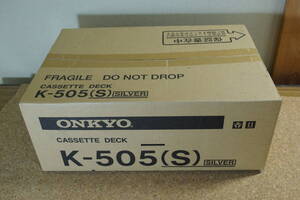 FRAGILE DO NOT DROP
CASSETTE DECK
K-505(S) SILVER
ONKYO
CASSETTE DECK
K-505(S) SILVER